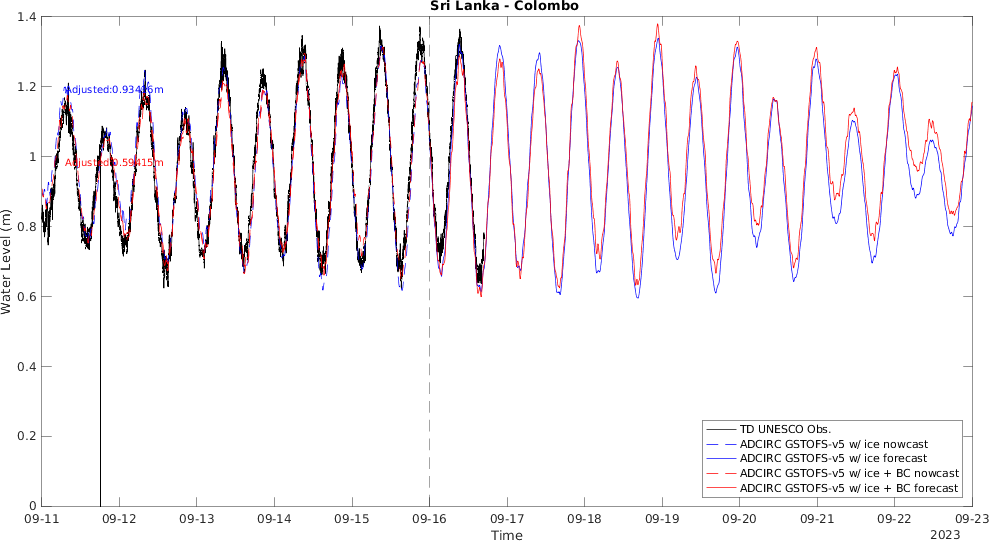 Sri Lanka - Colombo
1.4
1.2
1
0.8
0.6
0.4
0.2
0
Water Level (m)
Adjusted:0.93416m
Adjusted:0.59415m
TD UNESCO Obs.
ADCIRC GSTOFS-v5 w/ ice nowcast
ADCIRC GSTOFS-v5 w/ ice forecast
ADCIRC GSTOFS-v5 w/ ice + BC nowcast
ADCIRC GSTOFS-v5 w/ ice + BC forecast
09-11 09-12 09-13 09-14 09-15 09-16 09-17 09-18 09-19 09-20 09-21 09-22 09-23
Time
2023